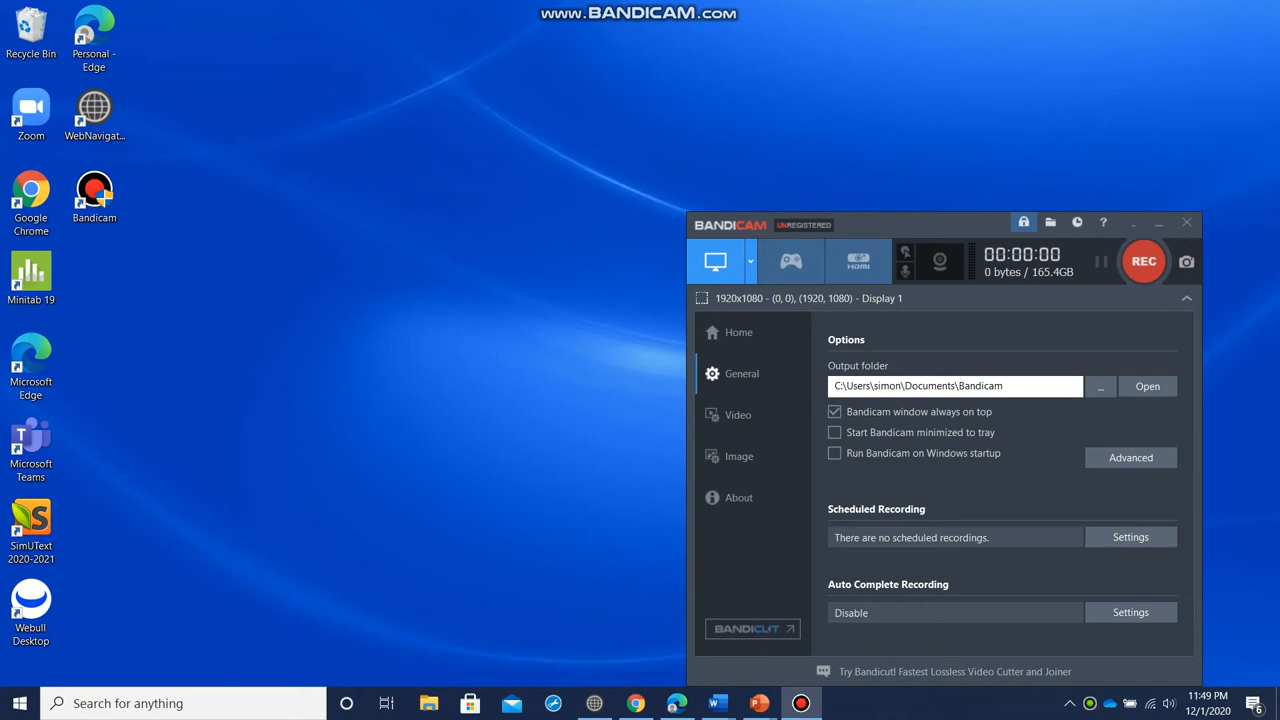 www.BANDICAM.com
Recycle Bin
Personal -
Edge
Zoom
WebNavigat...
Google
Chrome
Bandicam
Minitab 19
Microsoft
Edge
Microsoft
Teams
SimUText
2020-2021
Webull
Desktop
BANDICAM UNREGISTERED
?
HDMI
00:00:00
0 bytes / 165.4GB
REC
1920x1080 - (0, 0), (1920, 1080) - Display 1
Home
General
Video
Image
About
BANDICUT
Options
Output folder
C:\Users\simon\Documents\Bandicam
...
Open
Bandicam window always on top
Start Bandicam minimized to tray
Run Bandicam on Windows startup
Advanced
Scheduled Recording
There are no scheduled recordings.
Settings
Auto Complete Recording
Disable
Settings
Try Bandicut! Fastest Lossless Video Cutter and Joiner
Search for anything
11:49 PM
12/1/2020
6